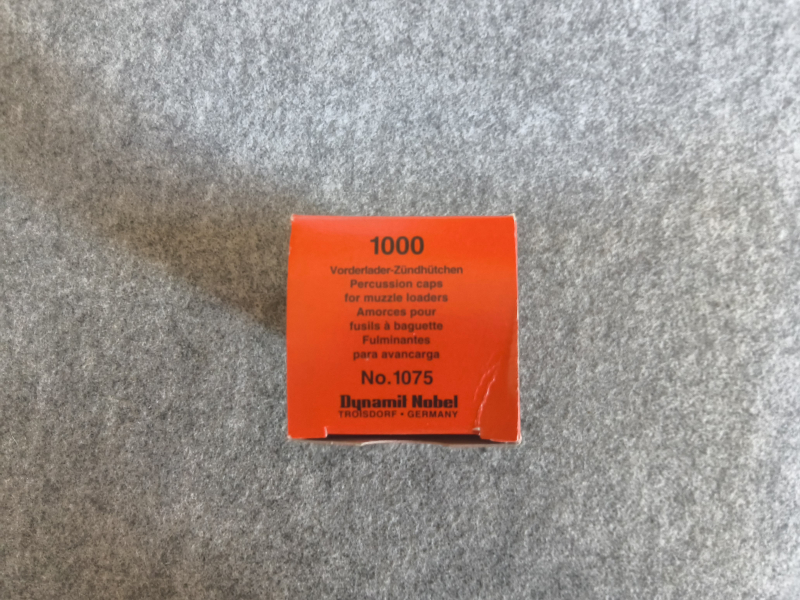 1000
Vorderlader-Zündhütchen
Percussion caps
for muzzle loaders
Amorces pour
fusils à baguette
Fulminantes
para avancarga
No.1075
Dynamit Nobel
TROISDORF • GERMANY